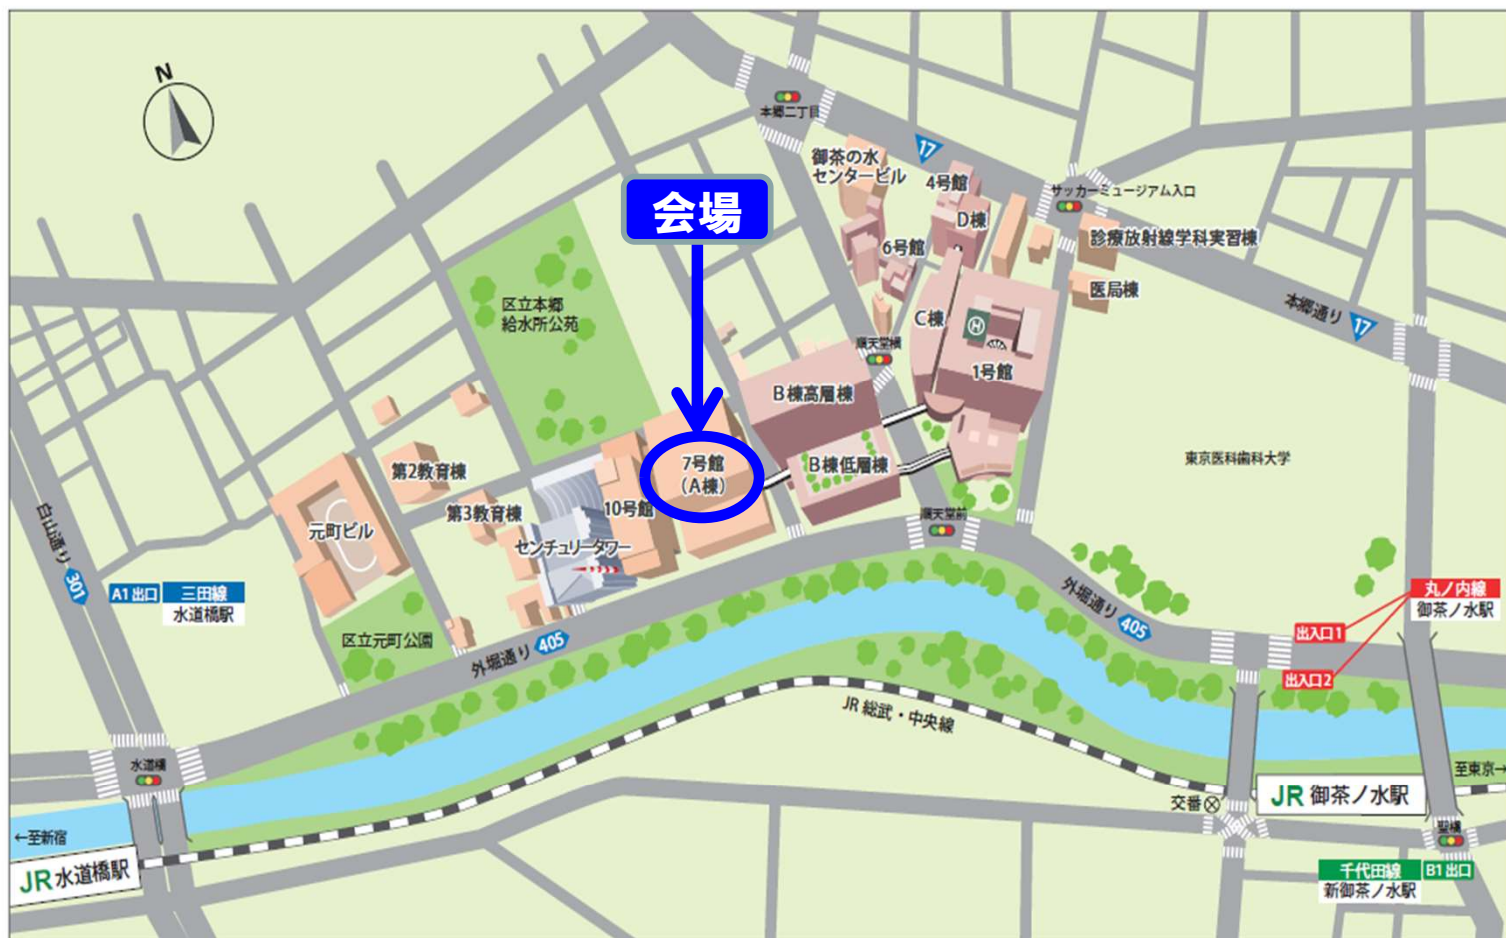 N
本郷二丁目
17
御茶の水
センタービル
4号館
サッカーミュージアム入口
会場
D棟
6号館
診療放射線学科実習棟
医局棟
区立本郷
給水所公苑
C棟
本郷通り 17
順天堂横
H
1号館
B棟高層棟
東京医科歯科大学
7号館
(A棟)
B棟低層棟
第2教育棟
10号館
第3教育棟
元町ビル
センチュリータワー
順天堂前
白山通り 301
A1出口 三田線
水道橋駅
区立元町公園
外堀通り 405
外堀通り 405
丸ノ内線
御茶ノ水駅
出入口1
出入口2
JR 総武・中央線
水道橋
至東京→
JR 御茶ノ水駅
交番
←至新宿
聖橋
JR 水道橋駅
千代田線 B1出口
新御茶ノ水駅